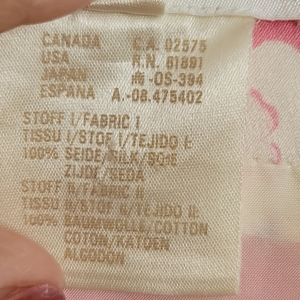 CANADA C.A. 02575
USA R.N. 81891
JAPAN 尚-OS-394
ESPANA A.-08.475402
STOFF I/FABRIC I
TISSU I/STOF I/TEJIDO I:
100% SEIDE/SILK/SOIE
ZIJDE/SEDA
STOFF II/FABRIC II:
TISSU II/STOF II/TEJIDO II:
100% BAUMWOLLE/COTTON
COTON/KATOEN
ALGODON